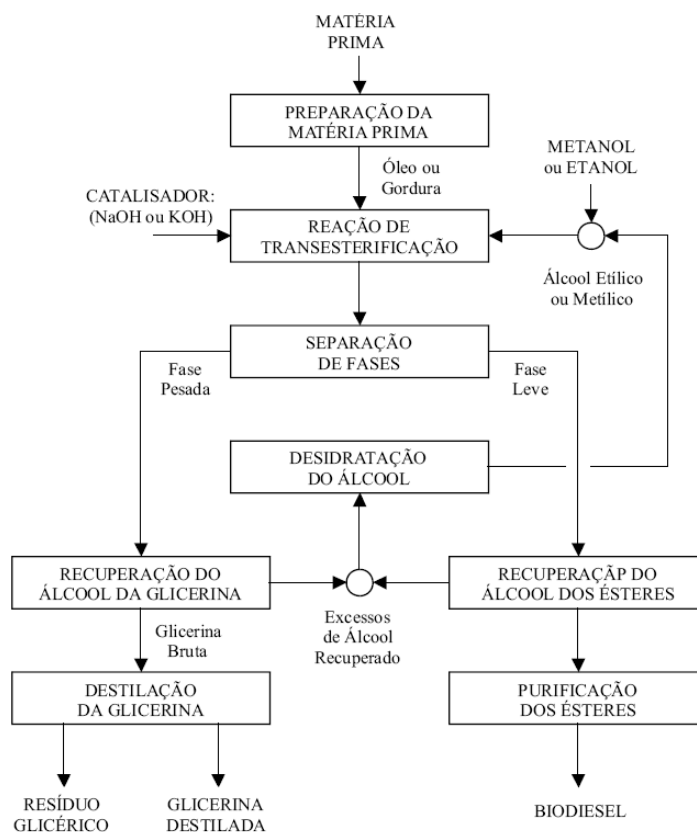 MATÉRIA
PRIMA
PREPARAÇÃO DA
MATÉRIA PRIMA
METANOL
ou ETANOL
Óleo ou
Gordura
CATALISADOR:
(NaOH ou KOH)
REAÇÃO DE
TRANSESTERIFICAÇÃO
Álcool Etílico
ou Metílico
SEPARAÇÃO
DE FASES
Fase
Pesada
Fase
Leve
DESIDRATAÇÃO
DO ÁLCOOL
RECUPERAÇÃO DO
ÁLCOOL DA GLICERINA
RECUPERAÇÃP DO
ÁLCOOL DOS ÉSTERES
Excessos
de Álcool
Recuperado
Glicerina
Bruta
DESTILAÇÃO
DA GLICERINA
PURIFICAÇÃO
DOS ÉSTERES
RESÍDUO
GLICÉRICO
GLICERINA
DESTILADA
BIODIESEL